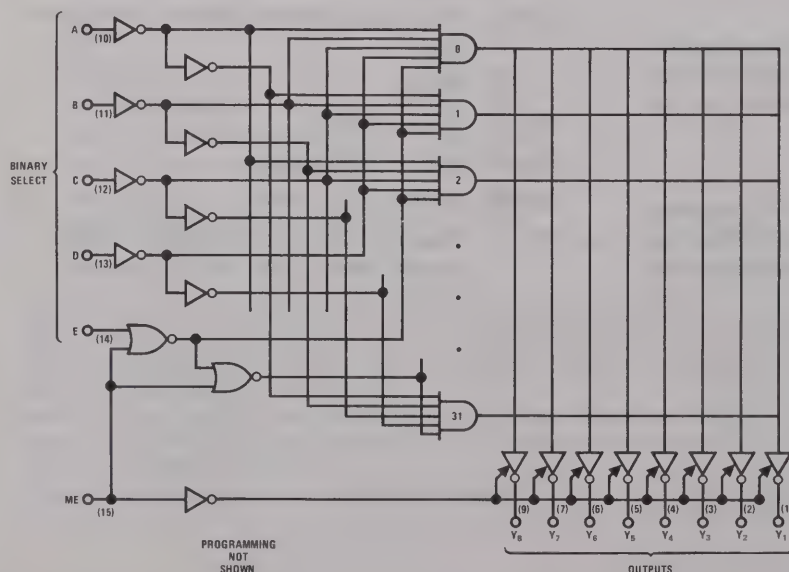 A
(10)
0
B
(11)
1
BINARY
SELECT
C
(12)
2
D
(13)
E
(14)
31
ME
(15)
(9) (7) (6) (5) (4) (3) (2) (1
Y8 Y7 Y6 Y5 Y4 Y3 Y2 Y1
PROGRAMMING
NOT
SHOWN
OUTPUTS